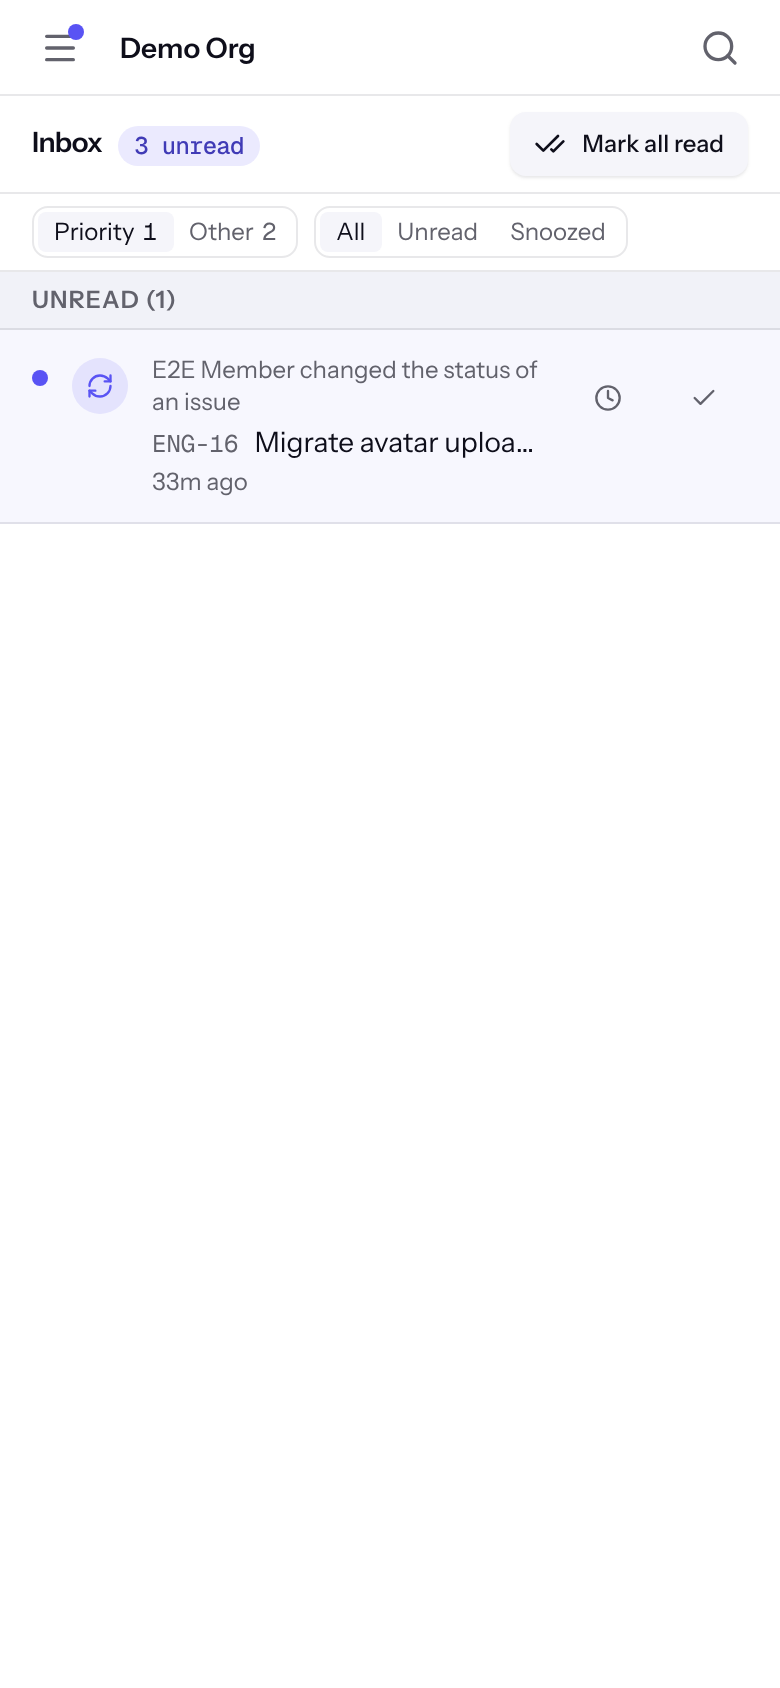 Demo Org
Inbox 3 unread Mark all read
Priority 1 Other 2 All Unread Snoozed
UNREAD (1)
E2E Member changed the status of
an issue
ENG-16 Migrate avatar uploa...
33m ago